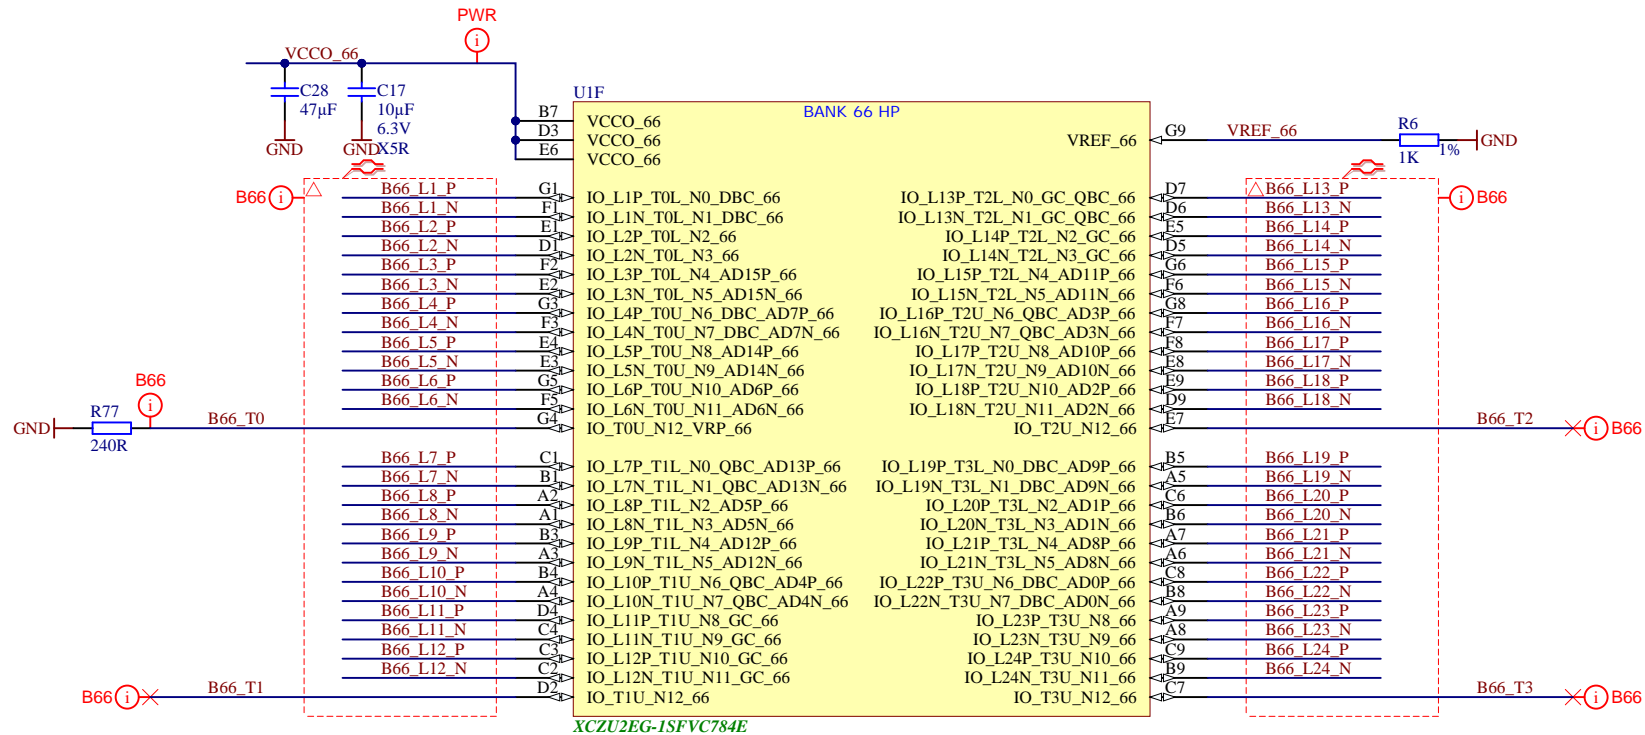 PWR
VCCO_66
C28
47µF
GND
C17
10µF
6.3V
X5R
GND
U1F
BANK 66 HP
B7 VCCO_66
D3 VCCO_66
E6 VCCO_66
VREF_66 G9 VREF_66
R6
1K
1%
GND
B66
B66_L1_P G1 IO_L1P_T0L_N0_DBC_66
B66_L1_N F1 IO_L1N_T0L_N1_DBC_66
B66_L2_P E1 IO_L2P_T0L_N2_66
B66_L2_N D1 IO_L2N_T0L_N3_66
B66_L3_P F2 IO_L3P_T0L_N4_AD15P_66
B66_L3_N E2 IO_L3N_T0L_N5_AD15N_66
B66_L4_P G3 IO_L4P_T0U_N6_DBC_AD7P_66
B66_L4_N F3 IO_L4N_T0U_N7_DBC_AD7N_66
B66_L5_P E4 IO_L5P_T0U_N8_AD14P_66
B66_L5_N E3 IO_L5N_T0U_N9_AD14N_66
B66_L6_P G5 IO_L6P_T0U_N10_AD6P_66
B66_L6_N F5 IO_L6N_T0U_N11_AD6N_66
B66
GND
R77
240R
B66_T0 G4 IO_T0U_N12_VRP_66
B66_L7_P C1 IO_L7P_T1L_N0_QBC_AD13P_66
B66_L7_N B1 IO_L7N_T1L_N1_QBC_AD13N_66
B66_L8_P A2 IO_L8P_T1L_N2_AD5P_66
B66_L8_N A1 IO_L8N_T1L_N3_AD5N_66
B66_L9_P B3 IO_L9P_T1L_N4_AD12P_66
B66_L9_N A3 IO_L9N_T1L_N5_AD12N_66
B66_L10_P B4 IO_L10P_T1U_N6_QBC_AD4P_66
B66_L10_N A4 IO_L10N_T1U_N7_QBC_AD4N_66
B66_L11_P D4 IO_L11P_T1U_N8_GC_66
B66_L11_N C4 IO_L11N_T1U_N9_GC_66
B66_L12_P C3 IO_L12P_T1U_N10_GC_66
B66_L12_N C2 IO_L12N_T1U_N11_GC_66
B66 B66_T1 D2 IO_T1U_N12_66
IO_L13P_T2L_N0_GC_QBC_66 D7 B66_L13_P
B66
IO_L13N_T2L_N1_GC_QBC_66 D6 B66_L13_N
IO_L14P_T2L_N2_GC_66 E5 B66_L14_P
IO_L14N_T2L_N3_GC_66 D5 B66_L14_N
IO_L15P_T2L_N4_AD11P_66 G6 B66_L15_P
IO_L15N_T2L_N5_AD11N_66 F6 B66_L15_N
IO_L16P_T2U_N6_QBC_AD3P_66 G8 B66_L16_P
IO_L16N_T2U_N7_QBC_AD3N_66 F7 B66_L16_N
IO_L17P_T2U_N8_AD10P_66 F8 B66_L17_P
IO_L17N_T2U_N9_AD10N_66 E8 B66_L17_N
IO_L18P_T2U_N10_AD2P_66 E9 B66_L18_P
IO_L18N_T2U_N11_AD2N_66 D9 B66_L18_N
IO_T2U_N12_66 E7 B66_T2 B66
IO_L19P_T3L_N0_DBC_AD9P_66 B5 B66_L19_P
IO_L19N_T3L_N1_DBC_AD9N_66 A5 B66_L19_N
IO_L20P_T3L_N2_AD1P_66 C6 B66_L20_P
IO_L20N_T3L_N3_AD1N_66 B6 B66_L20_N
IO_L21P_T3L_N4_AD8P_66 A7 B66_L21_P
IO_L21N_T3L_N5_AD8N_66 A6 B66_L21_N
IO_L22P_T3U_N6_DBC_AD0P_66 C8 B66_L22_P
IO_L22N_T3U_N7_DBC_AD0N_66 B8 B66_L22_N
IO_L23P_T3U_N8_66 A9 B66_L23_P
IO_L23N_T3U_N9_66 A8 B66_L23_N
IO_L24P_T3U_N10_66 C9 B66_L24_P
IO_L24N_T3U_N11_66 B9 B66_L24_N
IO_T3U_N12_66 C7 B66_T3 B66
XCZU2EG-1SFVC784E